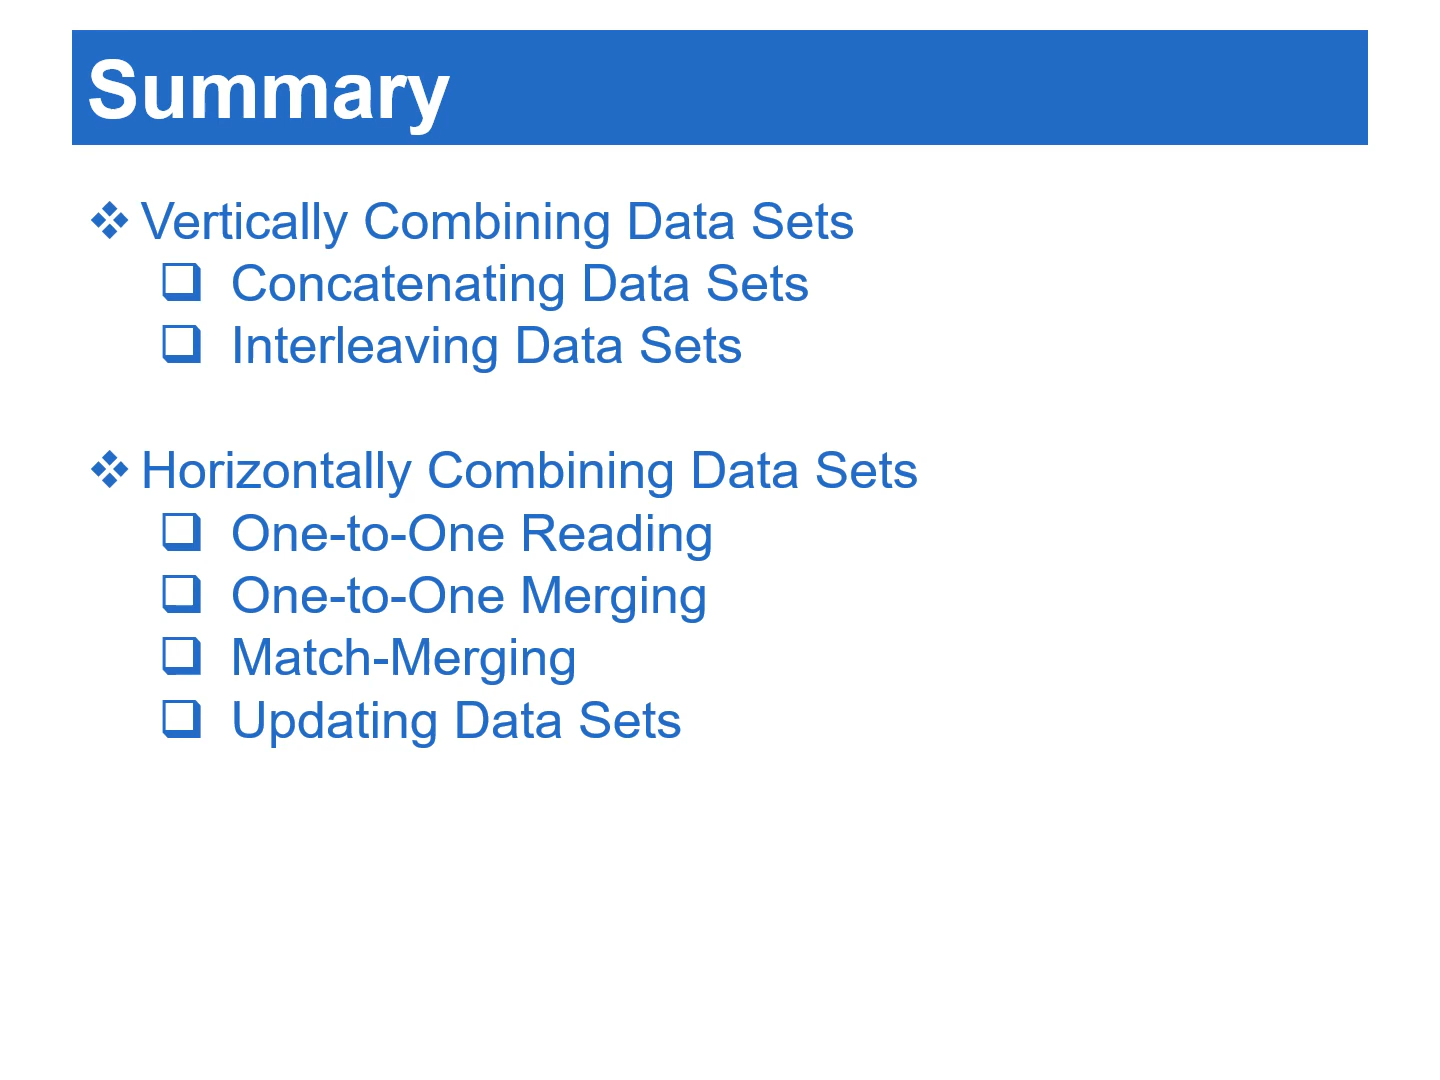 Summary
❖ Vertically Combining Data Sets
❑ Concatenating Data Sets
❑ Interleaving Data Sets
❖ Horizontally Combining Data Sets
❑ One-to-One Reading
❑ One-to-One Merging
❑ Match-Merging
❑ Updating Data Sets